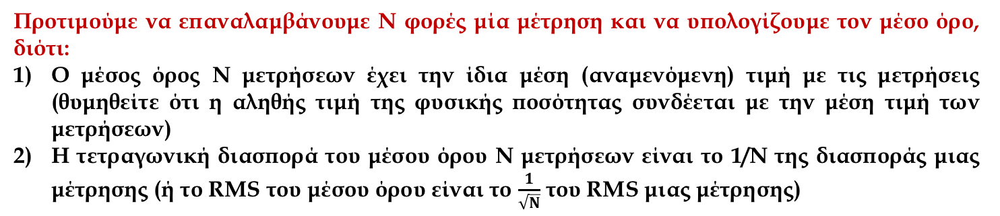 Προτιμούμε να επαναλαμβάνουμε Ν φορές μία μέτρηση και να υπολογίζουμε τον μέσο όρο,
διότι:
1) Ο μέσος όρος Ν μετρήσεων έχει την ίδια μέση (αναμενόμενη) τιμή με τις μετρήσεις
(θυμηθείτε ότι η αληθής τιμή της φυσικής ποσότητας συνδέεται με την μέση τιμή των
μετρήσεων)
2) Η τετραγωνική διασπορά του μέσου όρου Ν μετρήσεων είναι το 1/Ν της διασποράς μιας
μέτρησης (ή το RMS του μέσου όρου είναι το $\frac{1}{\sqrt{N}}$ του RMS μιας μέτρησης)